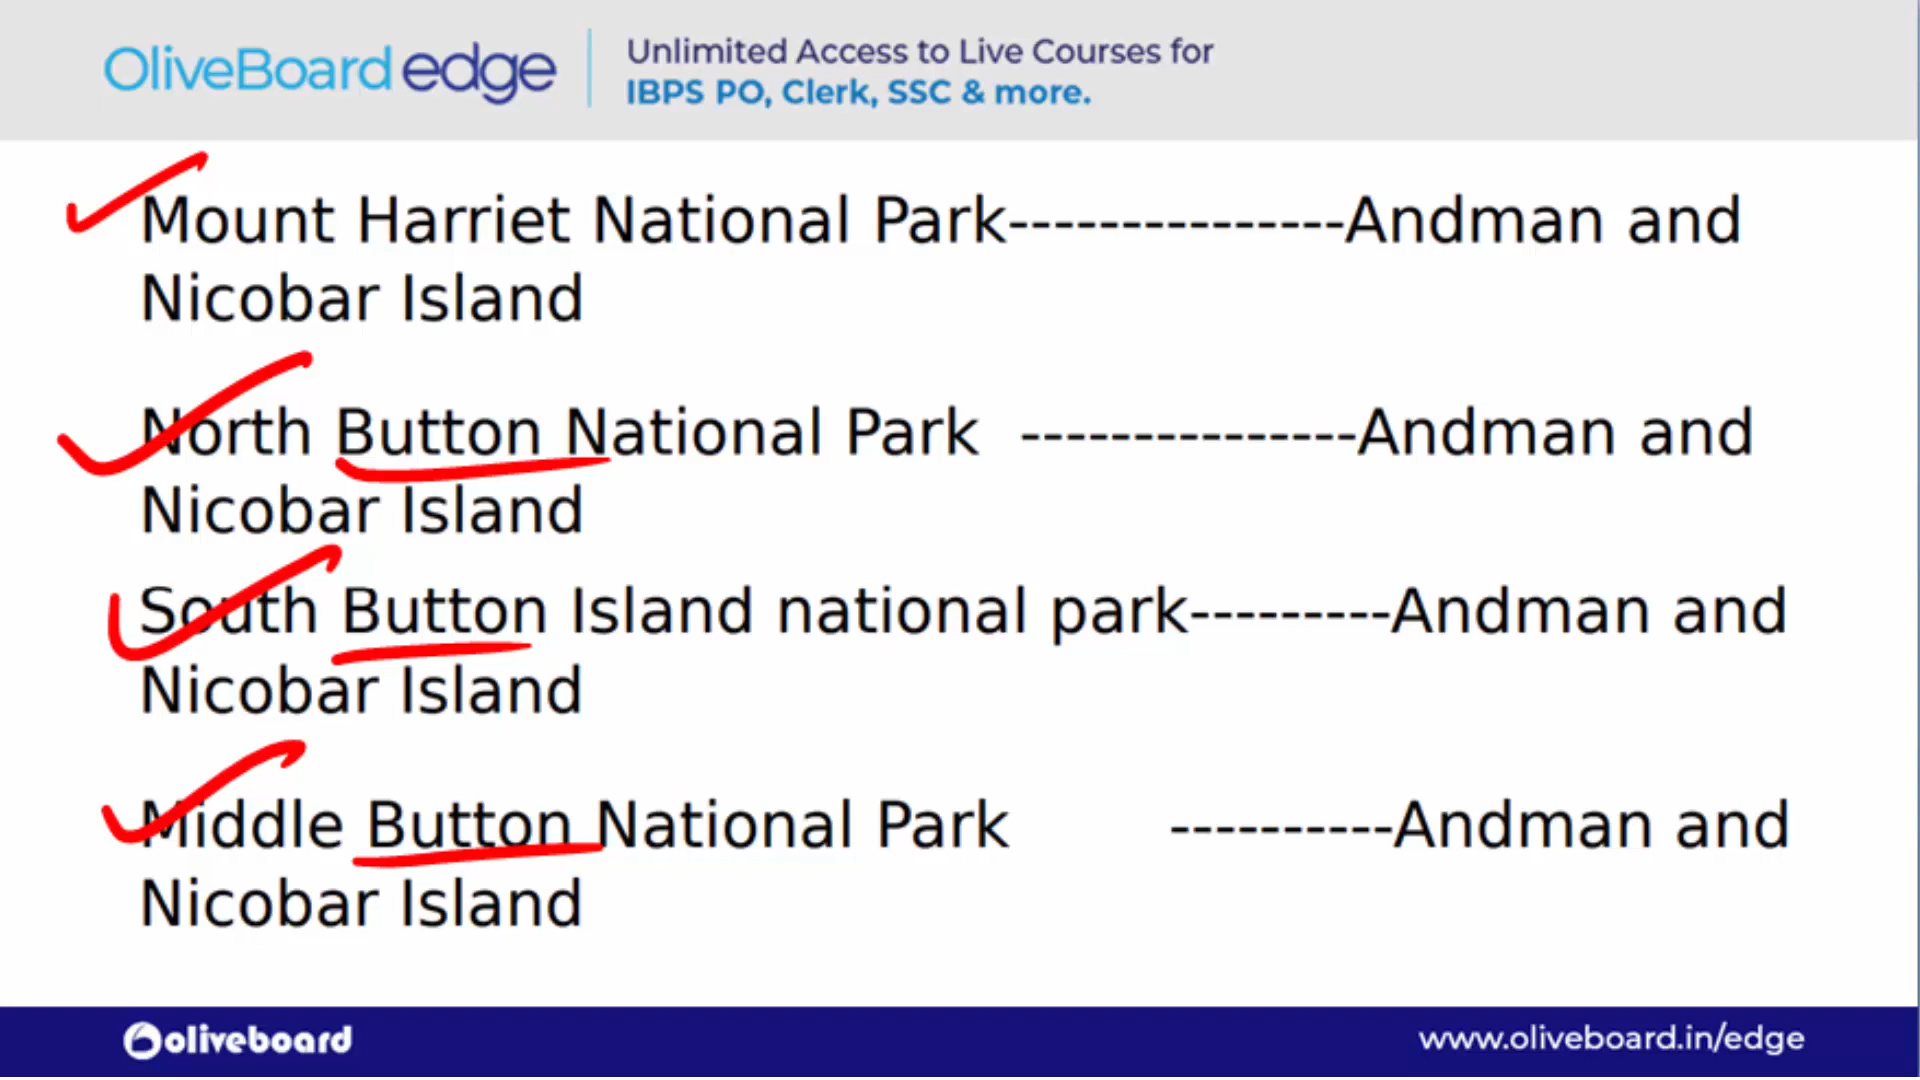 OliveBoard edge
Unlimited Access to Live Courses for
IBPS PO, Clerk, SSC & more.
Mount Harriet National Park---------------Andman and
Nicobar Island
North Button National Park ---------------Andman and
Nicobar Island
South Button Island national park---------Andman and
Nicobar Island
Middle Button National Park ----------Andman and
Nicobar Island
oliveboard
www.oliveboard.in/edge